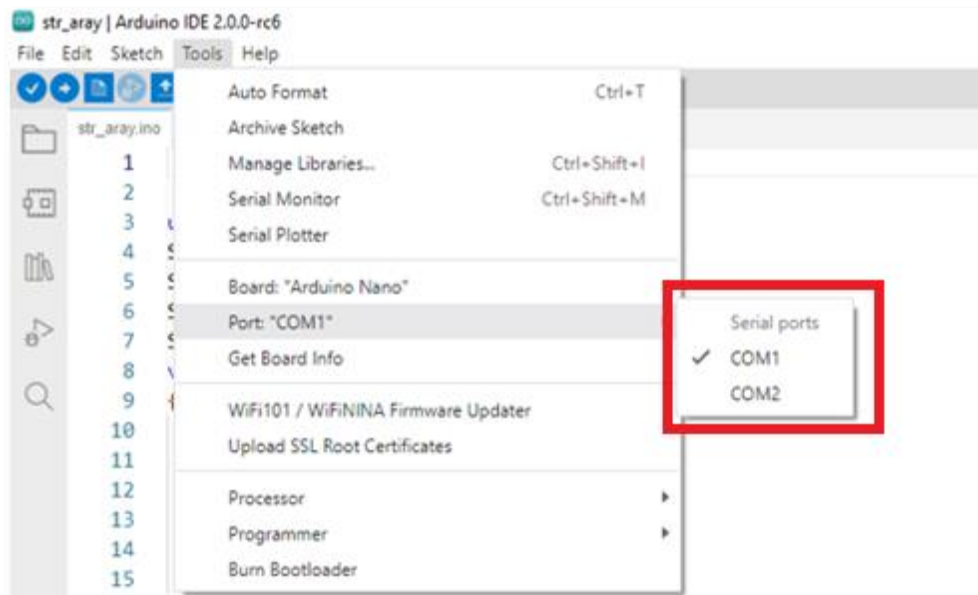 str_aray | Arduino IDE 2.0.0-rc6
File Edit Sketch Tools Help
str_aray.ino
Auto Format Ctrl+T
Archive Sketch
Manage Libraries... Ctrl+Shift+I
Serial Monitor Ctrl+Shift+M
Serial Plotter
Board: "Arduino Nano"
Port: "COM1"
Get Board Info
WiFi101 / WiFiNINA Firmware Updater
Upload SSL Root Certificates
Processor
Programmer
Burn Bootloader
Serial ports
COM1
COM2
1
2
3
4
5
6
7
8
9
10
11
12
13
14
15